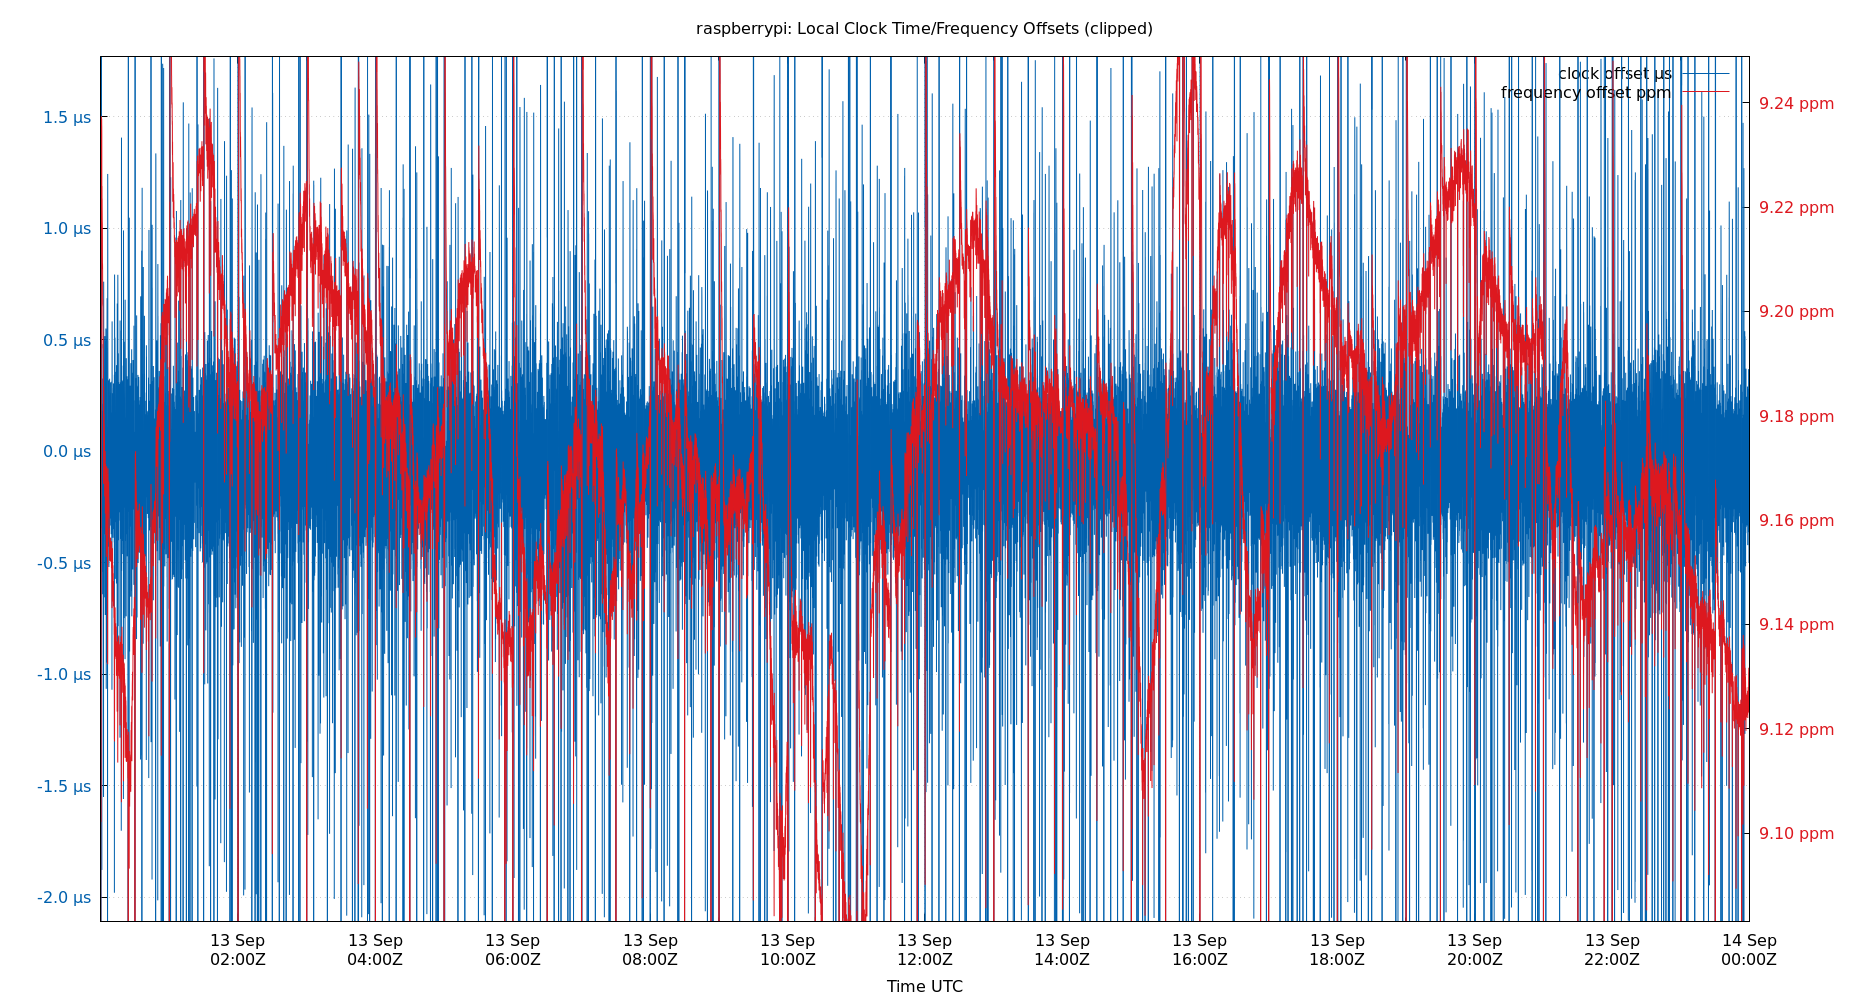 raspberrypi: Local Clock Time/Frequency Offsets (clipped)
clock offset µs
frequency offset ppm
1.5 µs
1.0 µs
0.5 µs
0.0 µs
-0.5 µs
-1.0 µs
-1.5 µs
-2.0 µs
9.24 ppm
9.22 ppm
9.20 ppm
9.18 ppm
9.16 ppm
9.14 ppm
9.12 ppm
9.10 ppm
13 Sep 13 Sep 13 Sep 13 Sep 13 Sep 13 Sep 13 Sep 13 Sep 13 Sep 13 Sep 13 Sep 14 Sep
02:00Z 04:00Z 06:00Z 08:00Z 10:00Z 12:00Z 14:00Z 16:00Z 18:00Z 20:00Z 22:00Z 00:00Z
Time UTC